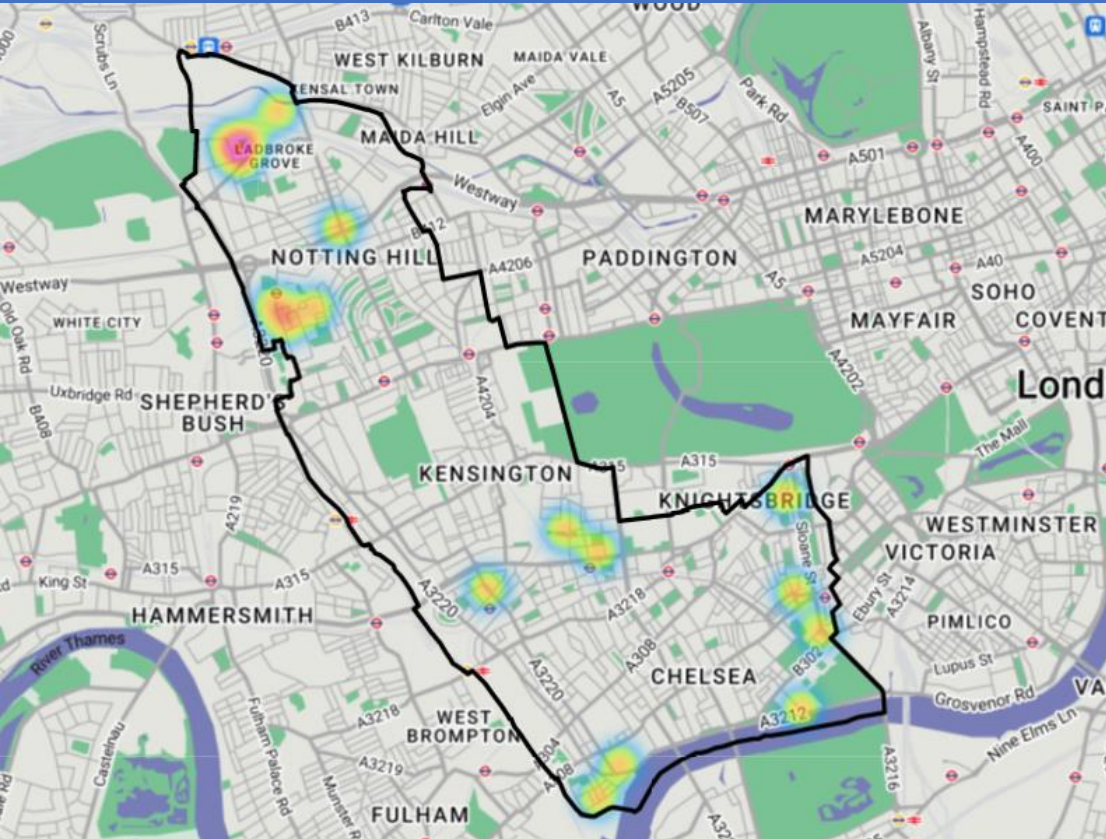 WOOD
B413
Carlton Vale
Scrubs Ln
WEST KILBURN
MAIDA VALE
Albany St
Hampstead Rd
A5205
B507
Park Rd
Elgin Ave
A5
SAINT P
ENSAL TOWN
MAIDA HILL
A400
LADBROKE
GROVE
A501
Westway
MARYLEBONE
NOTTING HILL
A4206
PADDINGTON
A5204
A40
A5
Westway
SOHO
Old Oak Rd
WHITE CITY
MAYFAIR
COVENT
A4202
Lond
Uxbridge Rd
SHEPHERD'S
BUSH
B408
A4204
The Mall
KENSINGTON
A315
A315
KNIGHTSBRIDGE
A219
WESTMINSTER
Sloane St
VICTORIA
King St
A315
A315
A3220
A3218
Ebury St
A3214
HAMMERSMITH
PIMLICO
River Thames
A308
B302
Lupus St
CHELSEA
A3220
Grosvenor Rd
VA
A3218
WEST
BROMPTON
A3212
Nine Elms Ln
Castelnau
Fulham Palace Rd
A3219
A3216
Munster R
FULHAM